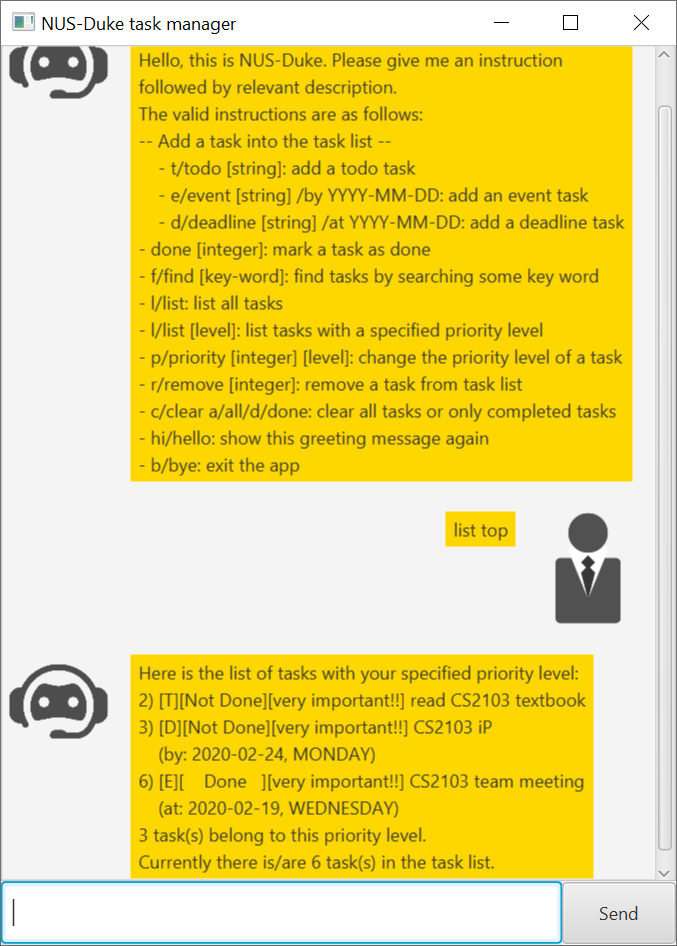 NUS-Duke task manager
Hello, this is NUS-Duke. Please give me an instruction
followed by relevant description.
The valid instructions are as follows:
-- Add a task into the task list --
- t/todo [string]: add a todo task
- e/event [string] /by YYYY-MM-DD: add an event task
- d/deadline [string] /at YYYY-MM-DD: add a deadline task
- done [integer]: mark a task as done
- f/find [key-word]: find tasks by searching some key word
- l/list: list all tasks
- l/list [level]: list tasks with a specified priority level
- p/priority [integer] [level]: change the priority level of a task
- r/remove [integer]: remove a task from task list
- c/clear a/all/d/done: clear all tasks or only completed tasks
- hi/hello: show this greeting message again
- b/bye: exit the app
list top
Here is the list of tasks with your specified priority level:
2) [T][Not Done][very important!!] read CS2103 textbook
3) [D][Not Done][very important!!] CS2103 iP
(by: 2020-02-24, MONDAY)
6) [E][    Done   ][very important!!] CS2103 team meeting
(at: 2020-02-19, WEDNESDAY)
3 task(s) belong to this priority level.
Currently there is/are 6 task(s) in the task list.
Send